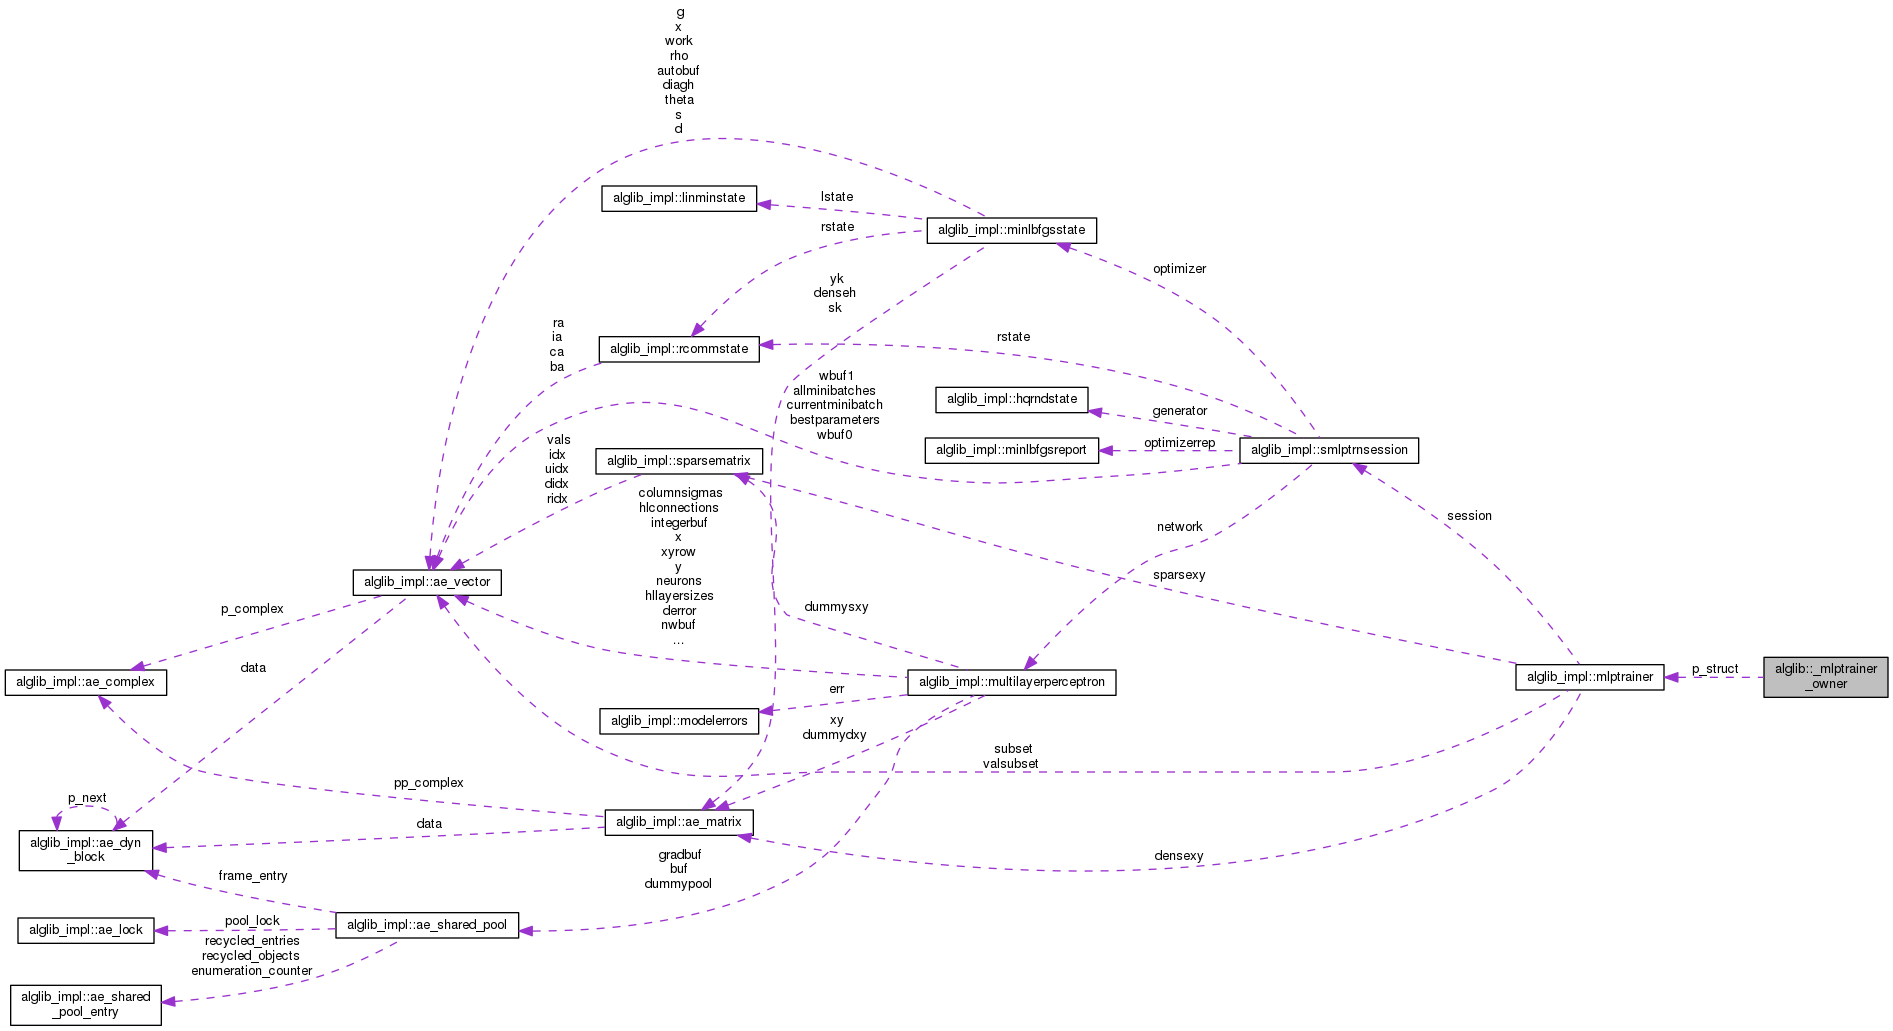 g
x
work
rho
autobuf
diagh
theta
s
d
alglib_impl::linminstate
lstate
rstate
alglib_impl::minlbfgsstate
optimizer
yk
denseh
sk
ra
ia
ca
ba
alglib_impl::rcommstate
rstate
wbuf1
allminibatches
currentminibatch
bestparameters
wbuf0
alglib_impl::hqrndstate
generator
alglib_impl::minlbfgsreport
optimizerrep
alglib_impl::smlptrnsession
vals
idx
uidx
didx
ridx
alglib_impl::sparsematrix
columnsigmas
hlconnections
integerbuf
x
xyrow
y
neurons
hllayersizes
derror
nwbuf
...
network
session
sparsexy
alglib_impl::ae_vector
p_complex
data
dummysxy
alglib_impl::ae_complex
alglib_impl::multilayerperceptron
alglib_impl::mlptrainer
p_struct
alglib::_mlptrainer
_owner
err
alglib_impl::modelerrors
xy
dummydxy
subset
valsubset
pp_complex
p_next
data
alglib_impl::ae_matrix
alglib_impl::ae_dyn
_block
gradbuf
buf
dummypool
densexy
frame_entry
pool_lock
alglib_impl::ae_lock
alglib_impl::ae_shared_pool
recycled_entries
recycled_objects
enumeration_counter
alglib_impl::ae_shared
_pool_entry